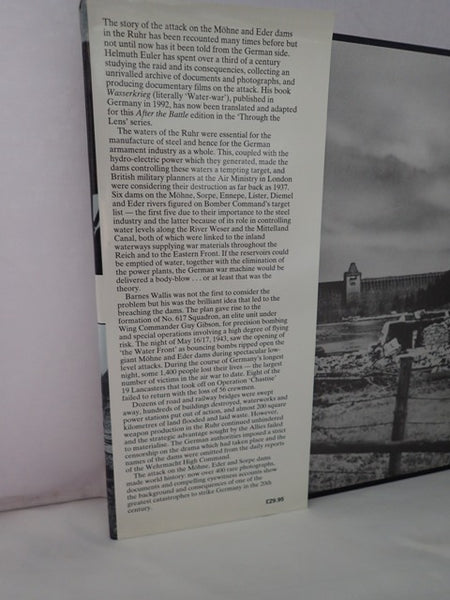 The story of the attack on the Möhne and Eder dams
in the Ruhr has been recounted many times before but
not until now has it been told from the German side.
Helmuth Euler has spent over a third of a century
studying the raid and its consequences, collecting an
unrivalled archive of documents and photographs, and
producing documentary films on the attack. His book
Wasserkrieg (literally 'Water-war'), published in
Germany in 1992, has now been translated and adapted
for this After the Battle edition in the 'Through the
Lens' series.
The waters of the Ruhr were essential for the
manufacture of steel and hence for the German
armament industry as a whole. This, coupled with the
hydro-electric power which they generated, made the
dams controlling these waters a tempting target, and
British military planners at the Air Ministry in London
were considering their destruction as far back as 1937.
Six dams on the Möhne, Sorpe, Ennepe, Lister, Diemel
and Eder rivers figured on Bomber Command's target
list — the first five due to their importance to the steel
industry and the latter because of its role in controlling
water levels along the River Weser and the Mittelland
Canal, both of which were linked to the inland
waterways supplying war materials throughout the
Reich and to the Eastern Front. If the reservoirs could
be emptied of water, together with the elimination of
the power plants, the German war machine would be
delivered a body-blow . . . or at least that was the
theory.
Barnes Wallis was not the first to consider the
problem but his was the brilliant idea that led to the
breaching of the dams. The plan gave rise to the
formation of No. 617 Squadron, an elite unit under
Wing Commander Guy Gibson, for precision bombing
and special operations involving a high degree of flying
risk. The night of May 16/17, 1943, saw the opening of
'the Water Front' as bouncing bombs ripped open the
giant Möhne and Eder dams during spectacular low-
level attacks. During the course of Germany's longest
night, some 1,400 people lost their lives — the largest
number of victims in the air war to date. Eight of the
19 Lancasters that took off on Operation 'Chastise'
failed to return with the loss of 56 crewmen.
Dozens of road and railway bridges were swept
away, hundreds of buildings destroyed, waterworks and
power stations put out of action, and almost 200 square
kilometres of land flooded and laid waste. However,
weapon production in the Ruhr continued unhindered
and the strategic advantage sought by the Allies failed
to materialise. The German authorities imposed a strict
censorship on the drama which had taken place and the
names of the dams were omitted from the daily reports
of the Wehrmacht High Command.
The attack on the Möhne, Eder and Sorpe dams
made world history: now over 400 rare photographs,
documents and compelling eyewitness accounts show
the background and consequences of one of the
greatest catastrophes to strike Germany in the 20th
century.
£29.95